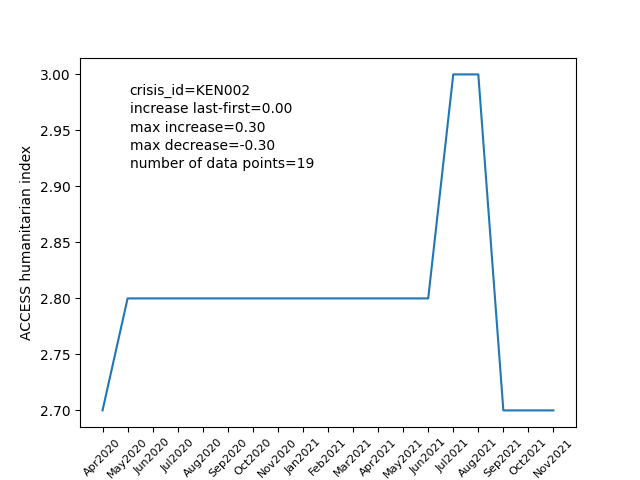 crisis_id=KEN002
increase last-first=0.00
max increase=0.30
max decrease=-0.30
number of data points=19
ACCESS humanitarian index
3.00
2.95
2.90
2.85
2.80
2.75
2.70
Apr2020
May2020
Jun2020
Jul2020
Aug2020
Sep2020
Oct2020
Nov2020
Jan2021
Feb2021
Mar2021
Apr2021
May2021
Jun2021
Jul2021
Aug2021
Sep2021
Oct2021
Nov2021